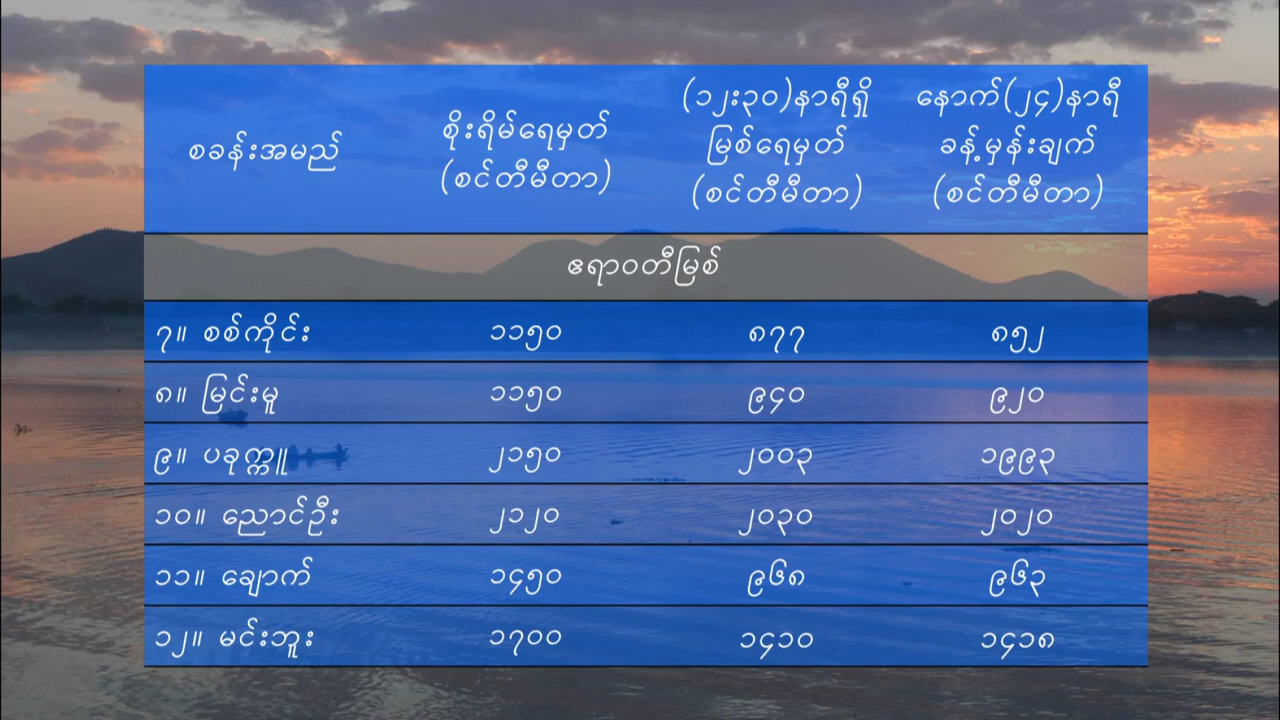 စခန်းအမည်
စိုးရိမ်ရေမှတ်
(စင်တီမီတာ)
(၁၂း၃၀)နာရီရှိ
မြစ်ရေမှတ်
(စင်တီမီတာ)
နောက်(၂၄)နာရီ
ခန့်မှန်းချက်
(စင်တီမီတာ)
ဧရာဝတီမြစ်
၇။ စစ်ကိုင်း ၁၁၅၀ ၈၇၇ ၈၅၂
၈။ မြင်းမူ ၁၁၅၀ ၉၄၀ ၉၂၀
၉။ ပခုက္ကူ ၂၁၅၀ ၂၀၀၃ ၁၉၉၃
၁၀။ ညောင်ဦး ၂၁၂၀ ၂၀၃၀ ၂၀၂၀
၁၁။ ချောက် ၁၄၅၀ ၉၆၈ ၉၆၃
၁၂။ မင်းဘူး ၁၇၀၀ ၁၄၁၀ ၁၄၁၈